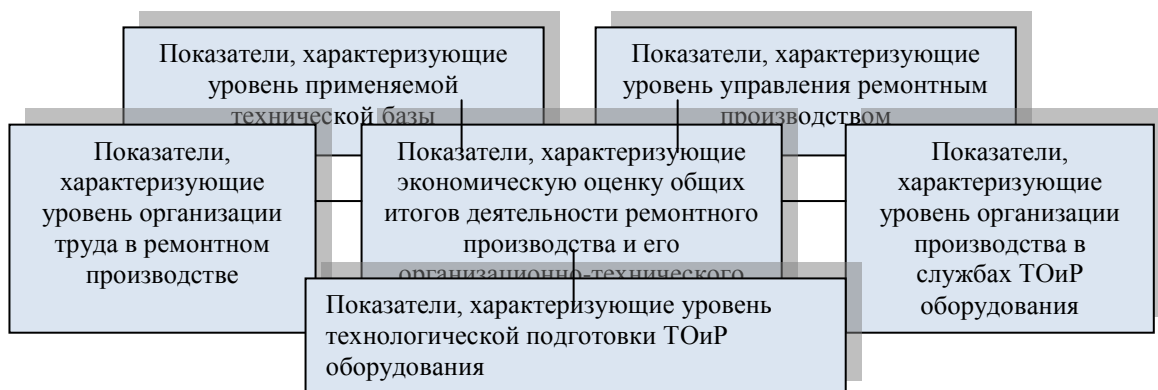 Показатели, характеризующие
уровень применяемой
технической базы
Показатели, характеризующие
уровень управления ремонтным
производством
Показатели,
характеризующие
уровень организации
труда в ремонтном
производстве
Показатели, характеризующие
экономическую оценку общих
итогов деятельности ремонтного
производства и его
организационно-технического
Показатели,
характеризующие
уровень организации
производства в
службах ТОиР
оборудования
Показатели, характеризующие уровень
технологической подготовки ТОиР
оборудования